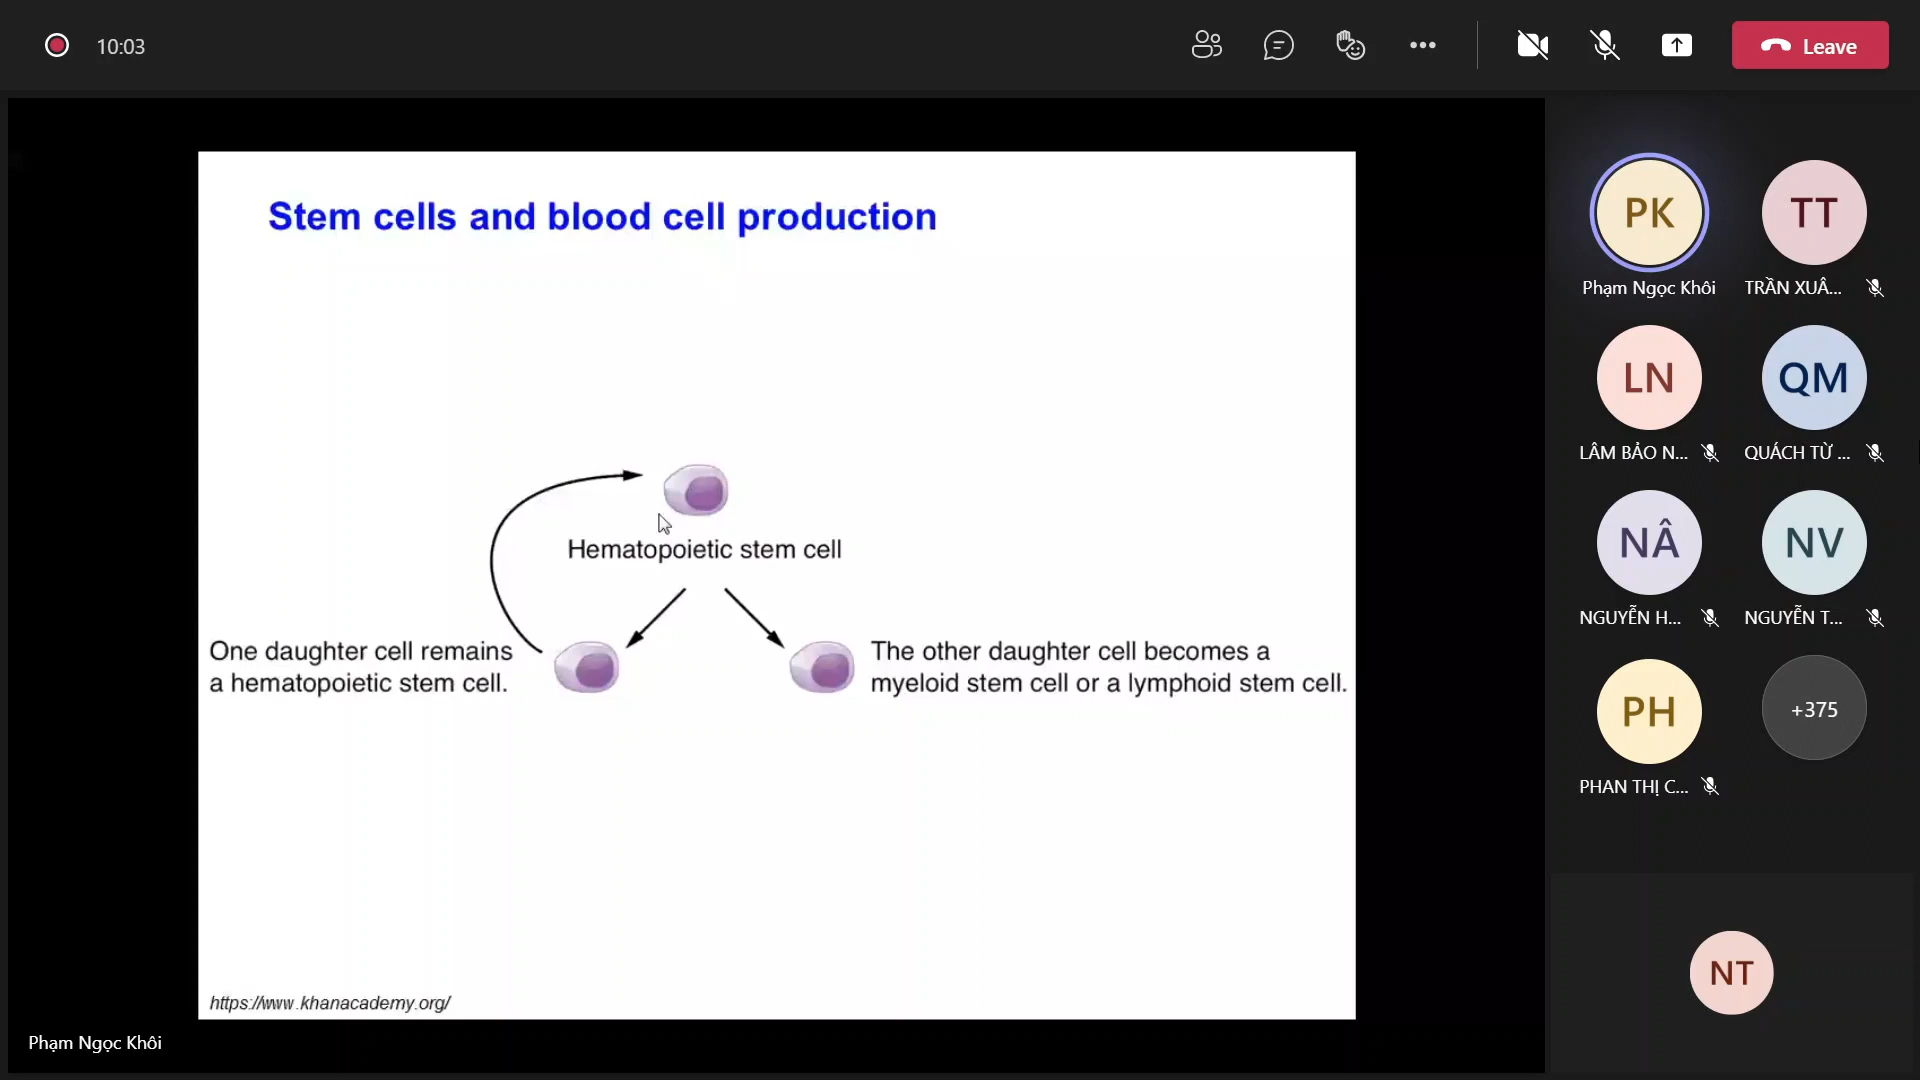 10:03
Leave
Stem cells and blood cell production
Hematopoietic stem cell
One daughter cell remains
a hematopoietic stem cell.
The other daughter cell becomes a
myeloid stem cell or a lymphoid stem cell.
https://www.khanacademy.org/
Phạm Ngọc Khôi
PK
TT
Phạm Ngọc Khôi
TRẦN XUÂ...
LN
QM
LÂM BẢO N...
QUÁCH TỪ ...
NÂ
NV
NGUYỄN H...
NGUYỄN T...
PH
+375
PHAN THỊ C...
NT